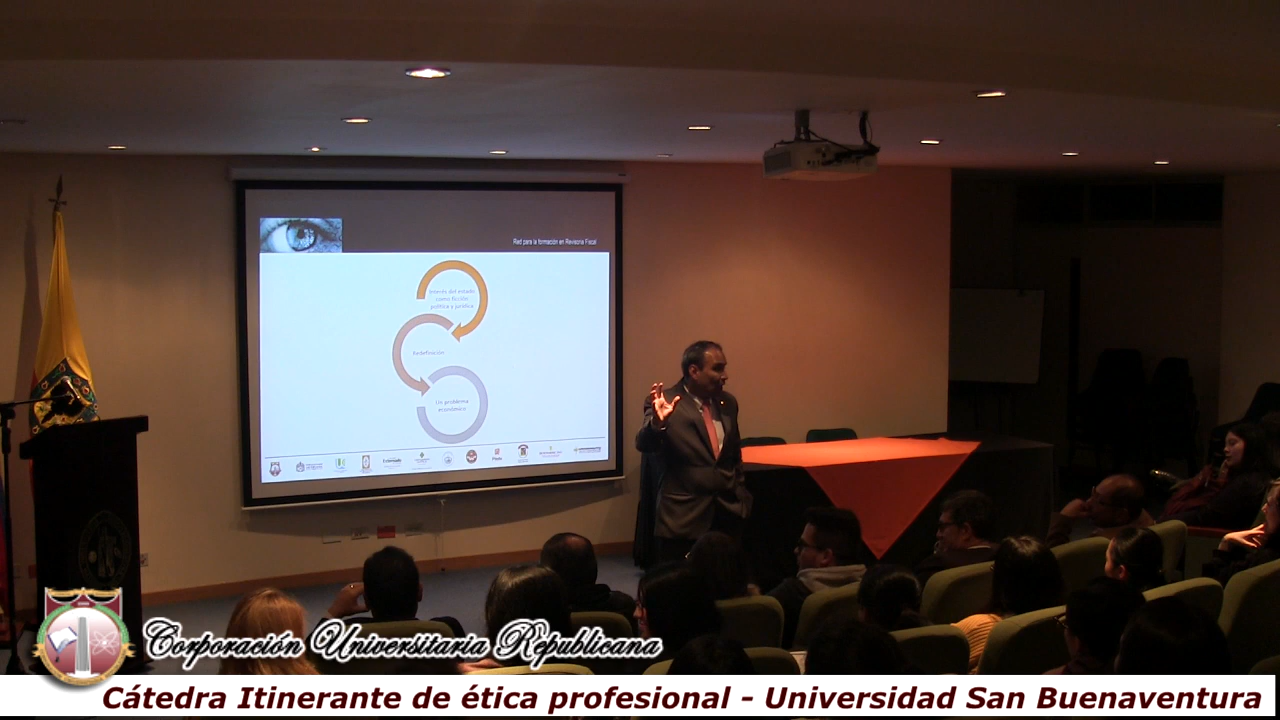 Red para la formación en Revisoria Fiscal
Interés del estado
como ficción
política y jurídica
Redefinición
Un problema
económico
Corporación Universitaria Republicana
Cátedra Itinerante de ética profesional - Universidad San Buenaventura